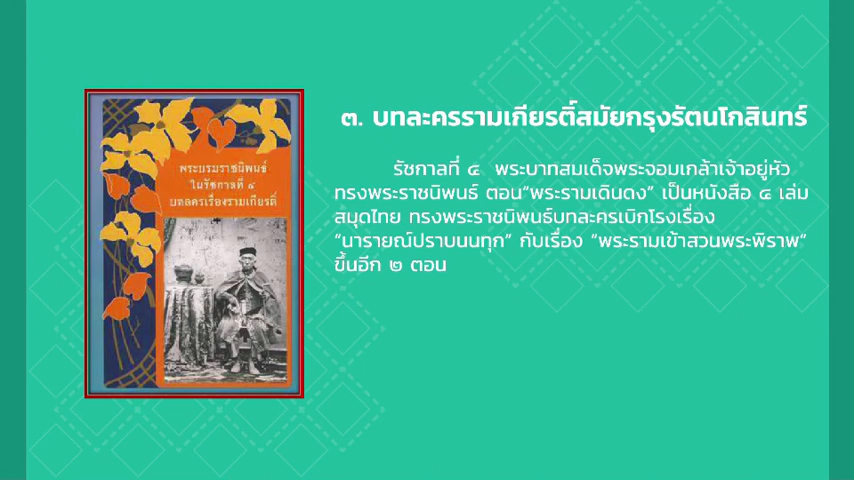 ๓. บทละครรามเกียรติ์สมัยกรุงรัตนโกสินทร์
รัชกาลที่ ๔ พระบาทสมเด็จพระจอมเกล้าเจ้าอยู่หัว
ทรงพระราชนิพนธ์ ตอน“พระรามเดินดง” เป็นหนังสือ ๔ เล่ม
สมุดไทย ทรงพระราชนิพนธ์บทละครเบิกโรงเรื่อง
“นารายณ์ปราบนนทุก” กับเรื่อง “พระรามเข้าสวนพระพิราพ”
ขึ้นอีก ๒ ตอน
พระบรมราชนิพนธ์
ในรัชกาลที่ ๔
บทละครเรื่องรามเกียรติ์